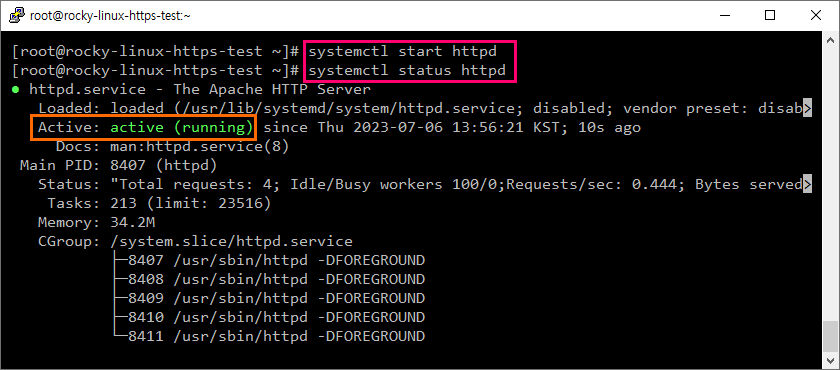 root@rocky-linux-https-test:~
[root@rocky-linux-https-test ~]# systemctl start httpd
[root@rocky-linux-https-test ~]# systemctl status httpd
● httpd.service - The Apache HTTP Server
Loaded: loaded (/usr/lib/systemd/system/httpd.service; disabled; vendor preset: disab>
Active: active (running) since Thu 2023-07-06 13:56:21 KST; 10s ago
Docs: man:httpd.service(8)
Main PID: 8407 (httpd)
Status: "Total requests: 4; Idle/Busy workers 100/0;Requests/sec: 0.444; Bytes served>
Tasks: 213 (limit: 23516)
Memory: 34.2M
CGroup: /system.slice/httpd.service
├─8407 /usr/sbin/httpd -DFOREGROUND
├─8408 /usr/sbin/httpd -DFOREGROUND
├─8409 /usr/sbin/httpd -DFOREGROUND
├─8410 /usr/sbin/httpd -DFOREGROUND
└─8411 /usr/sbin/httpd -DFOREGROUND